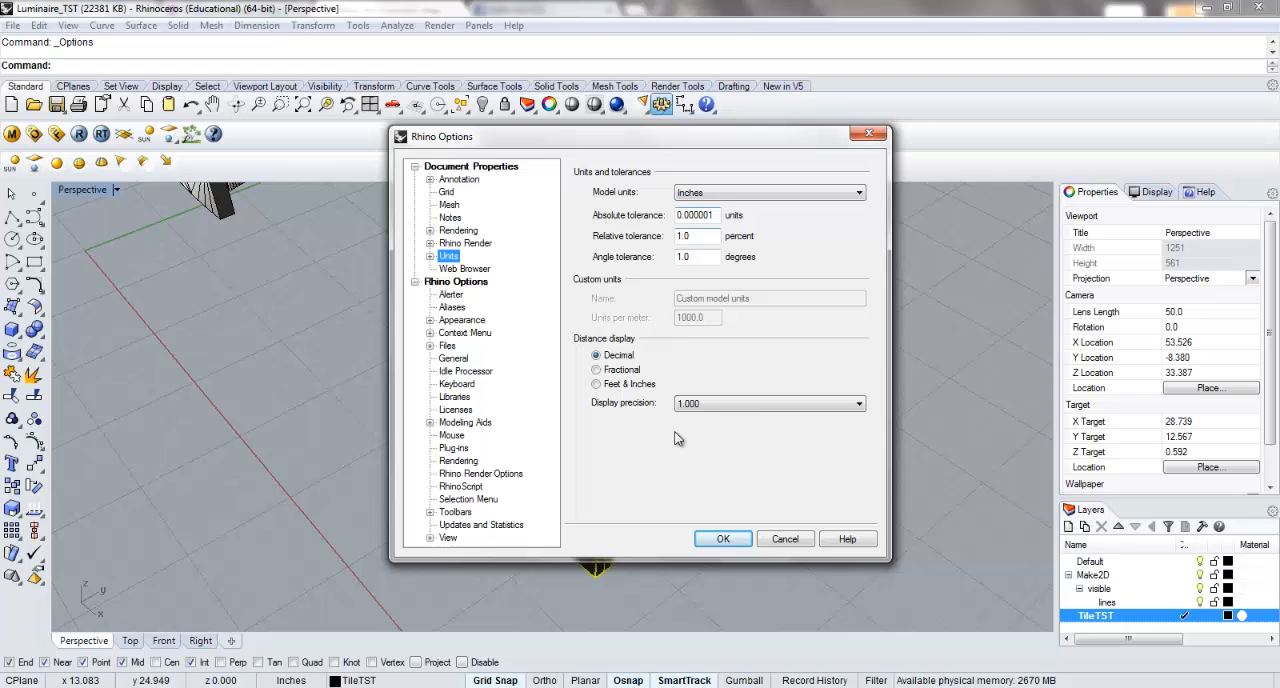 Luminaire_TST (22381 KB) - Rhinoceros (Educational) (64-bit) - [Perspective]
File Edit View Curve Surface Solid Mesh Dimension Transform Tools Analyze Render Panels Help
Command: _Options
Command:
Standard CPlanes Set View Display Select Viewport Layout Visibility Transform Curve Tools Surface Tools Solid Tools Mesh Tools Render Tools Drafting New in V5
M R RT SUN
SUN
Perspective
Rhino Options
Document Properties
Annotation
Grid
Mesh
Notes
Rendering
Rhino Render
Units
Web Browser
Rhino Options
Alerter
Aliases
Appearance
Context Menu
Files
General
Idle Processor
Keyboard
Libraries
Licenses
Modeling Aids
Mouse
Plug-ins
Rendering
Rhino Render Options
RhinoScript
Selection Menu
Toolbars
Updates and Statistics
View
Units and tolerances
Model units: Inches
Absolute tolerance: 0.000001 units
Relative tolerance: 1.0 percent
Angle tolerance: 1.0 degrees
Custom units
Name: Custom model units
Units per meter: 1000.0
Distance display
Decimal
Fractional
Feet & Inches
Display precision: 1.000
OK Cancel Help
Properties Display Help
Viewport
Title Perspective
Width 1251
Height 561
Projection Perspective
Camera
Lens Length 50.0
Rotation 0.0
X Location 53.526
Y Location -8.380
Z Location 33.387
Location Place...
Target
X Target 28.739
Y Target 12.567
Z Target 0.592
Location Place...
Wallpaper
Layers
Name Material
Default
Make2D
visible
lines
TileTST
z y x
Perspective Top Front Right
End Near Point Mid Cen Int Perp Tan Quad Knot Vertex Project Disable
CPlane x 13.083 y 24.949 z 0.000 Inches TileTST Grid Snap Ortho Planar Osnap SmartTrack Gumball Record History Filter Available physical memory: 2670 MB